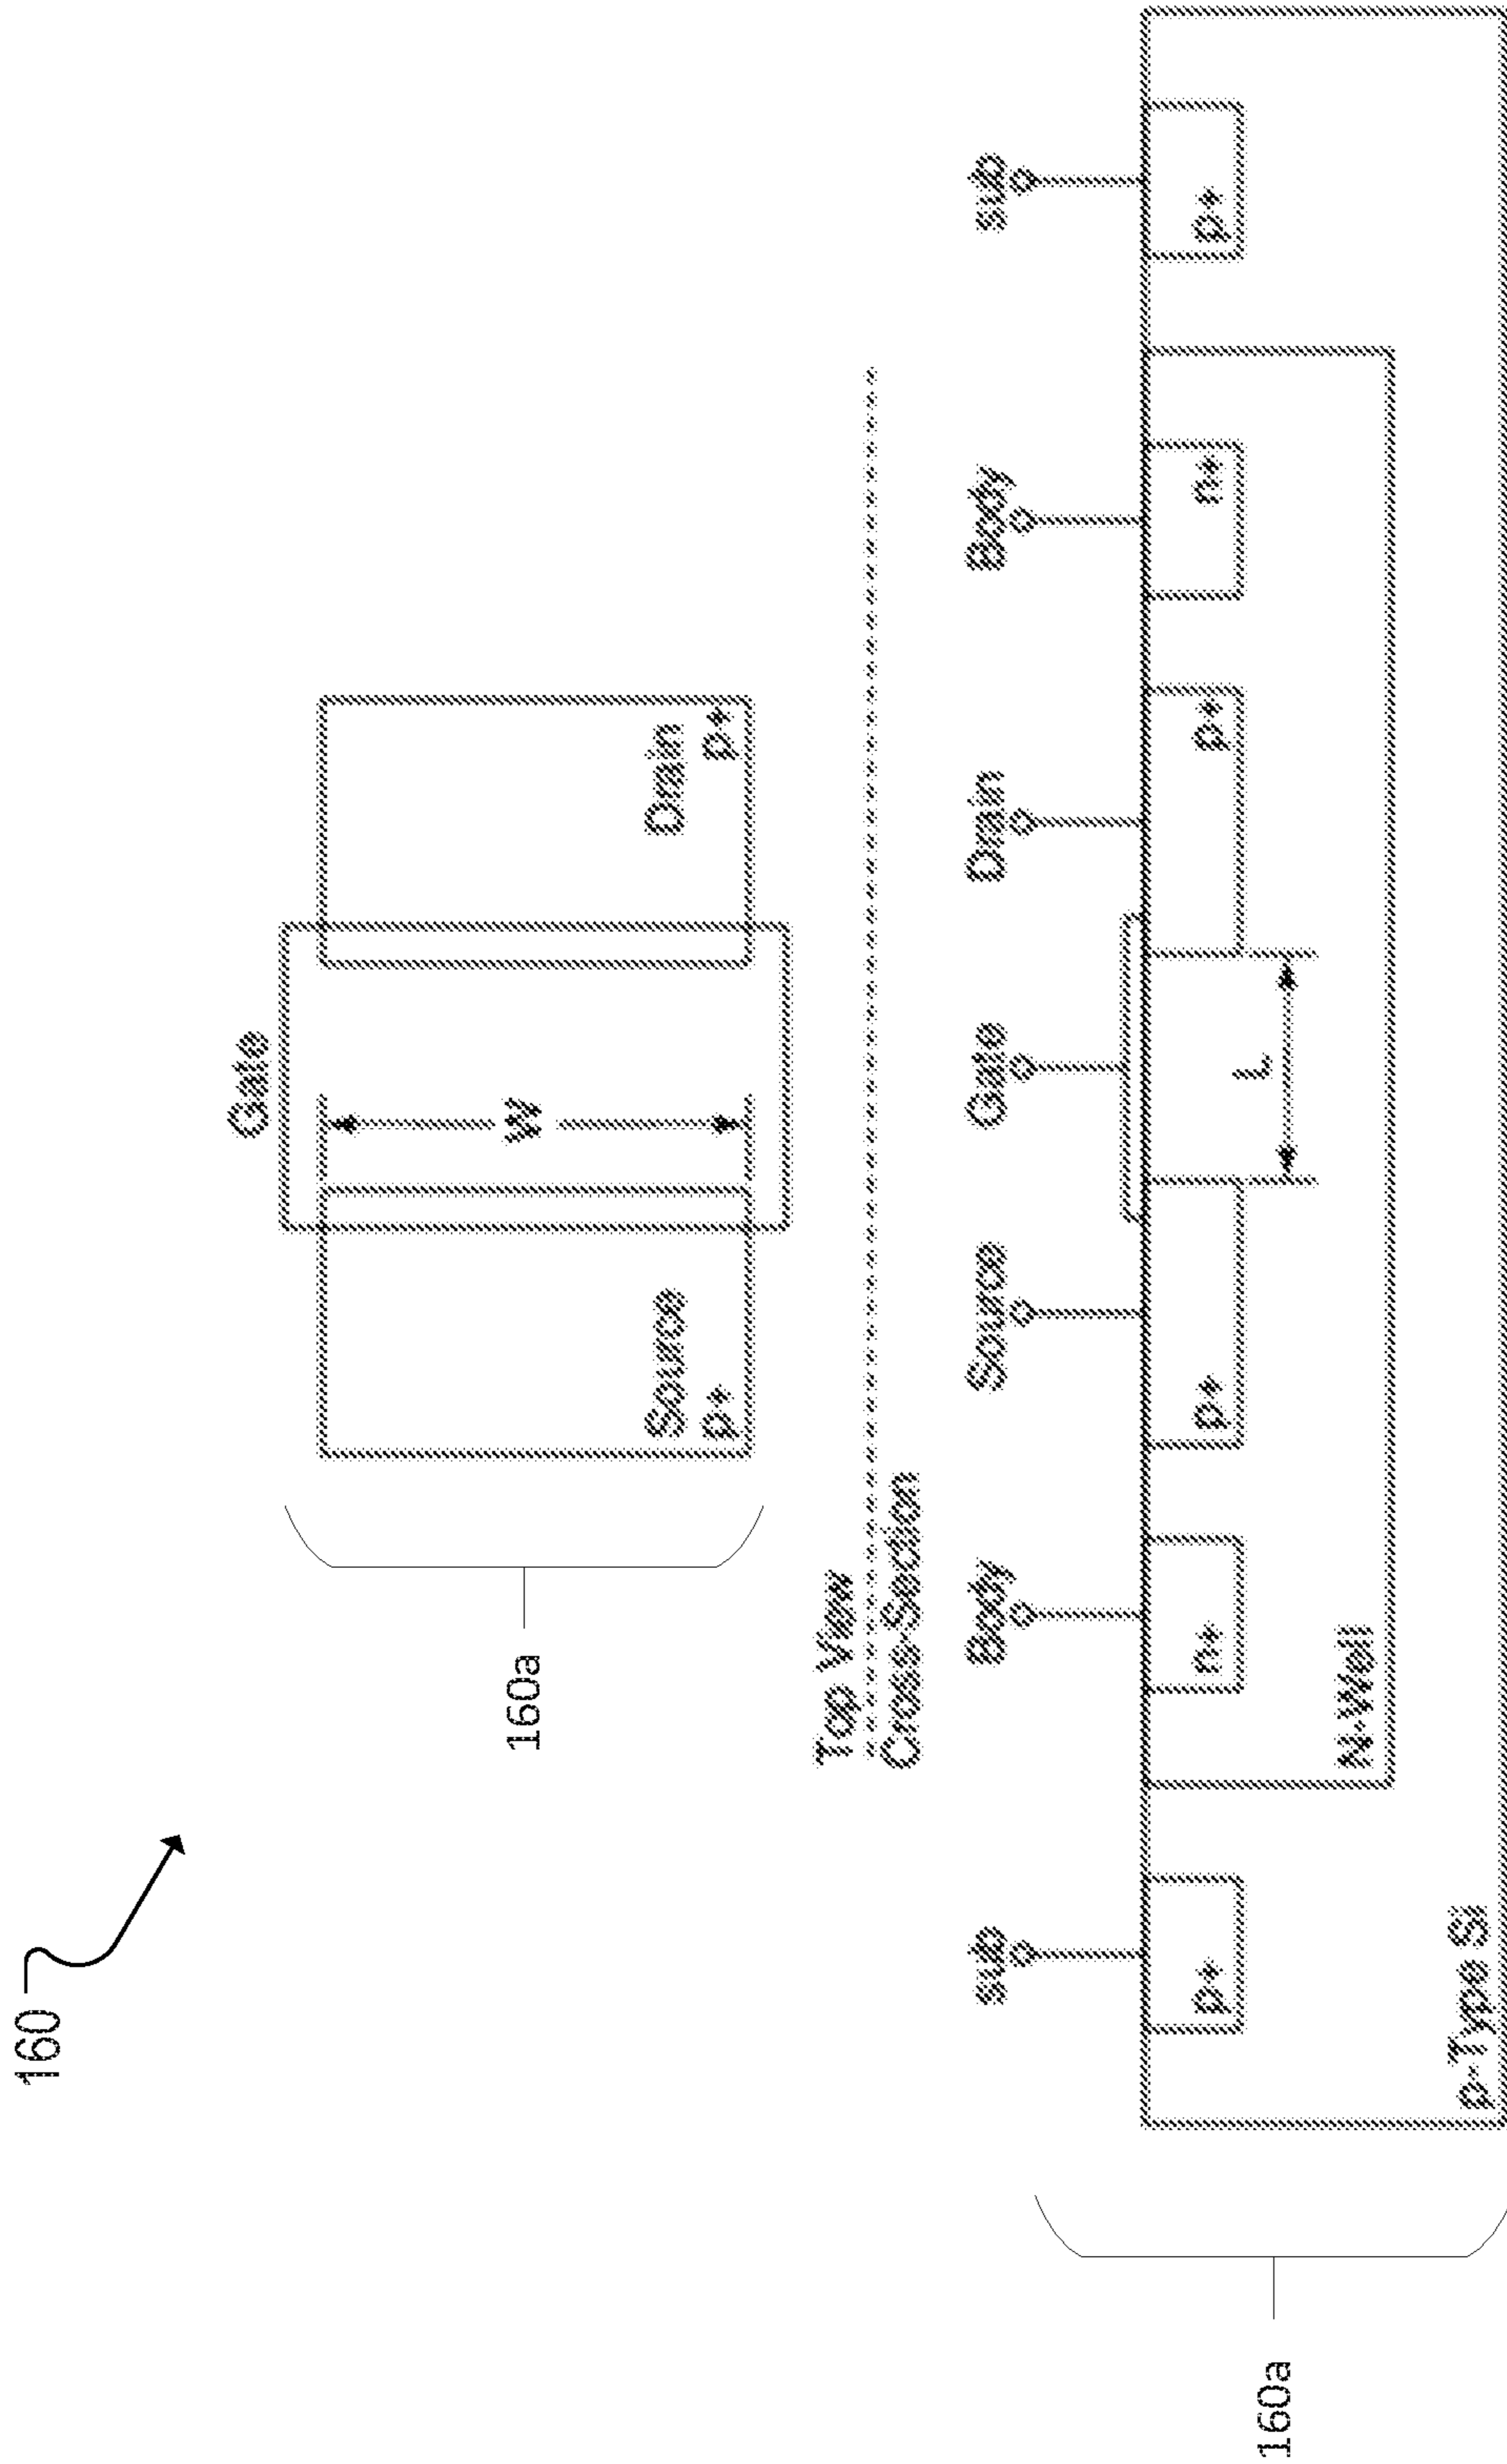 160
160a
Gate
W
Source
p+
Drain
p+
Top View
Cross-Section
160a
sub
Body
Source
Gate
Drain
Body
sub
p+
n+
p+
p+
n+
p+
L
N-Well
p-Type Si